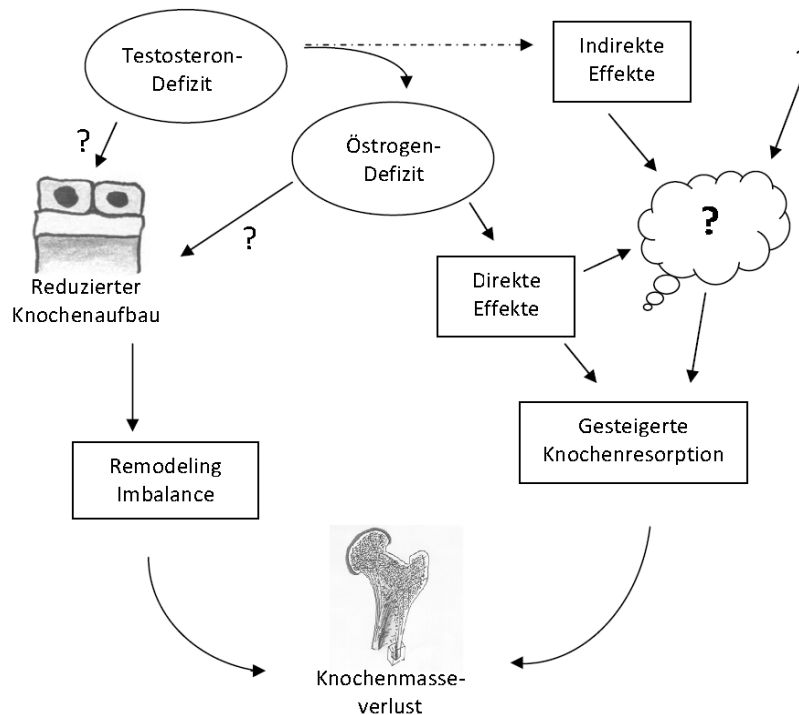 Testosteron-
Defizit
Indirekte
Effekte
?
Östrogen-
Defizit
?
?
Reduzierter
Knochenaufbau
Direkte
Effekte
Gesteigerte
Knochenresorption
Remodeling
Imbalance
Knochenmasse-
verlust